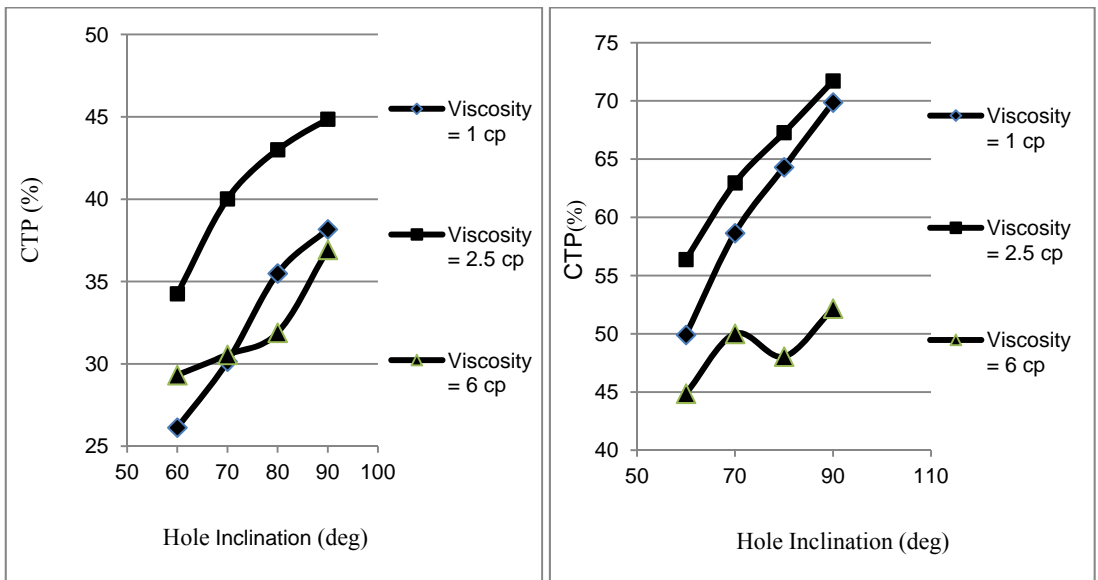 50
45
40
35
30
25
50 60 70 80 90 100
CTP (%)
Hole Inclination (deg)
Viscosity
= 1 cp
Viscosity
= 2.5 cp
Viscosity
= 6 cp
75
70
65
60
55
50
45
40
50 70 90 110
CTP(%)
Hole Inclination (deg)
Viscosity
= 1 cp
Viscosity
= 2.5 cp
Viscosity
= 6 cp